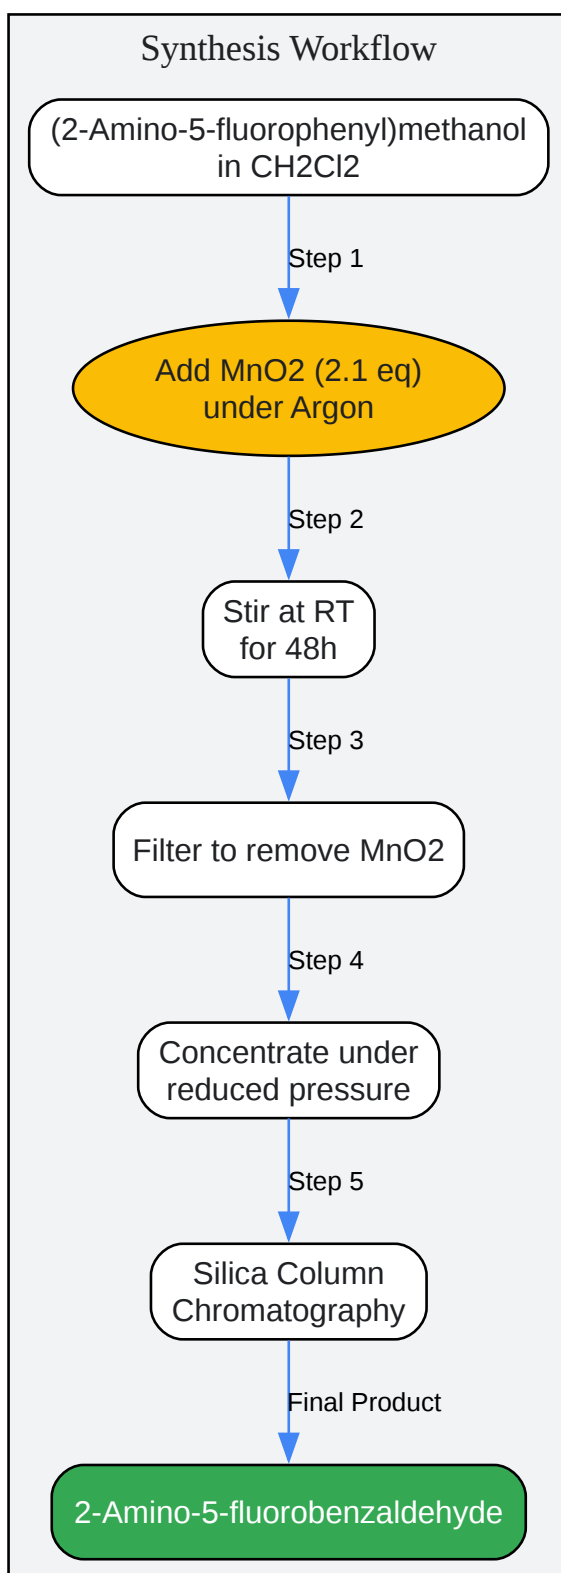 Synthesis Workflow
(2-Amino-5-fluorophenyl)methanol
in CH2Cl2
Step 1
Add MnO2 (2.1 eq)
under Argon
Step 2
Stir at RT
for 48h
Step 3
Filter to remove MnO2
Step 4
Concentrate under
reduced pressure
Step 5
Silica Column
Chromatography
Final Product
2-Amino-5-fluorobenzaldehyde